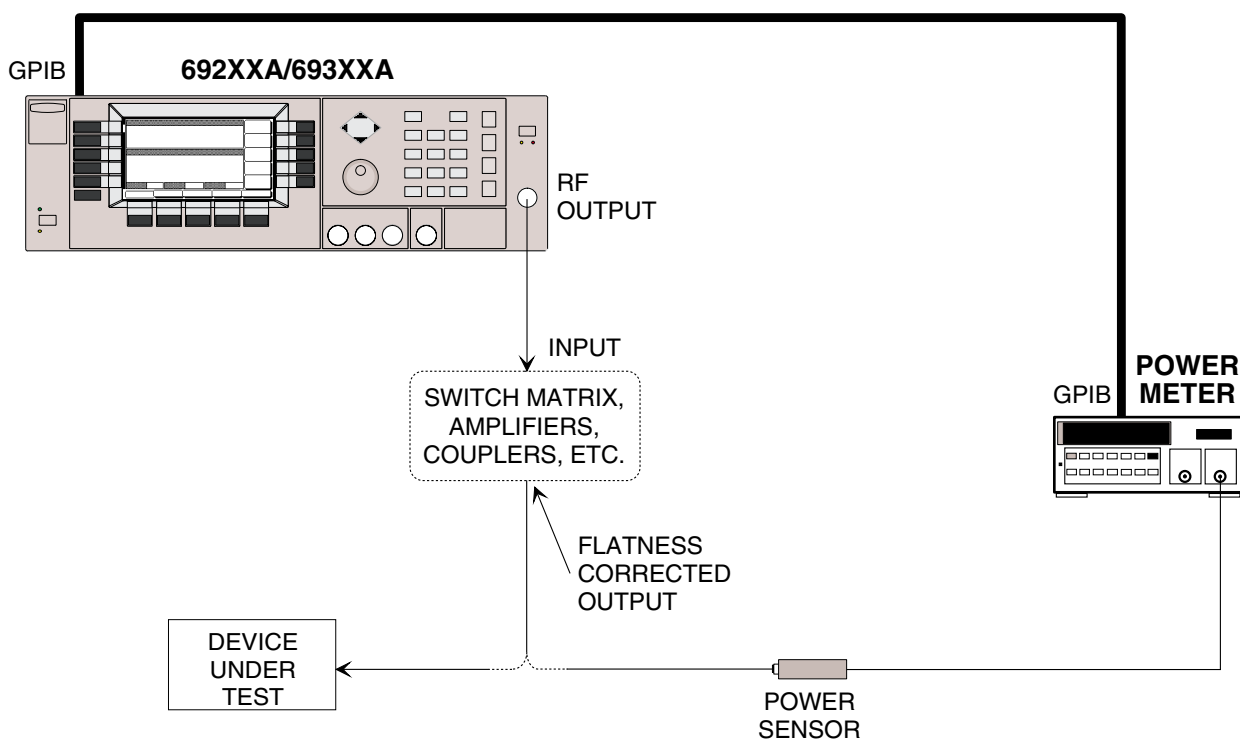 GPIB
692XXA/693XXA
RF
OUTPUT
INPUT
SWITCH MATRIX,
AMPLIFIERS,
COUPLERS, ETC.
POWER
METER
GPIB
FLATNESS
CORRECTED
OUTPUT
DEVICE
UNDER
TEST
POWER
SENSOR